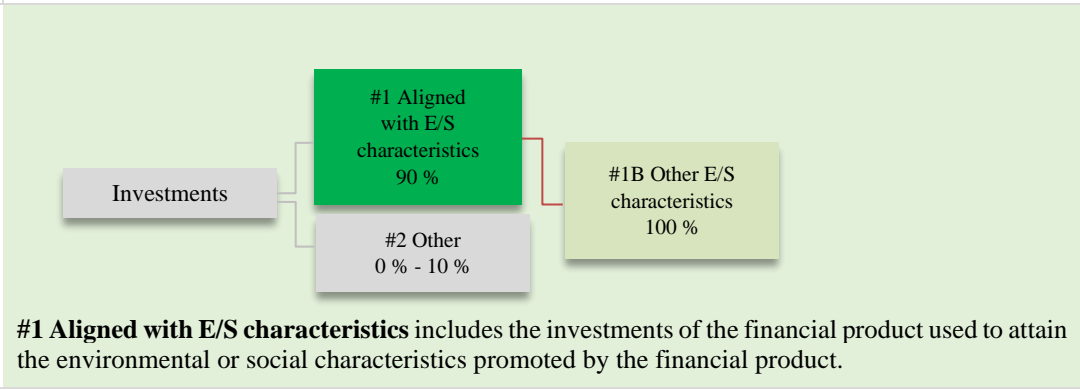 #1 Aligned
with E/S
characteristics
90 %
Investments
#1B Other E/S
characteristics
100 %
#2 Other
0 % - 10 %
#1 Aligned with E/S characteristics includes the investments of the financial product used to attain
the environmental or social characteristics promoted by the financial product.